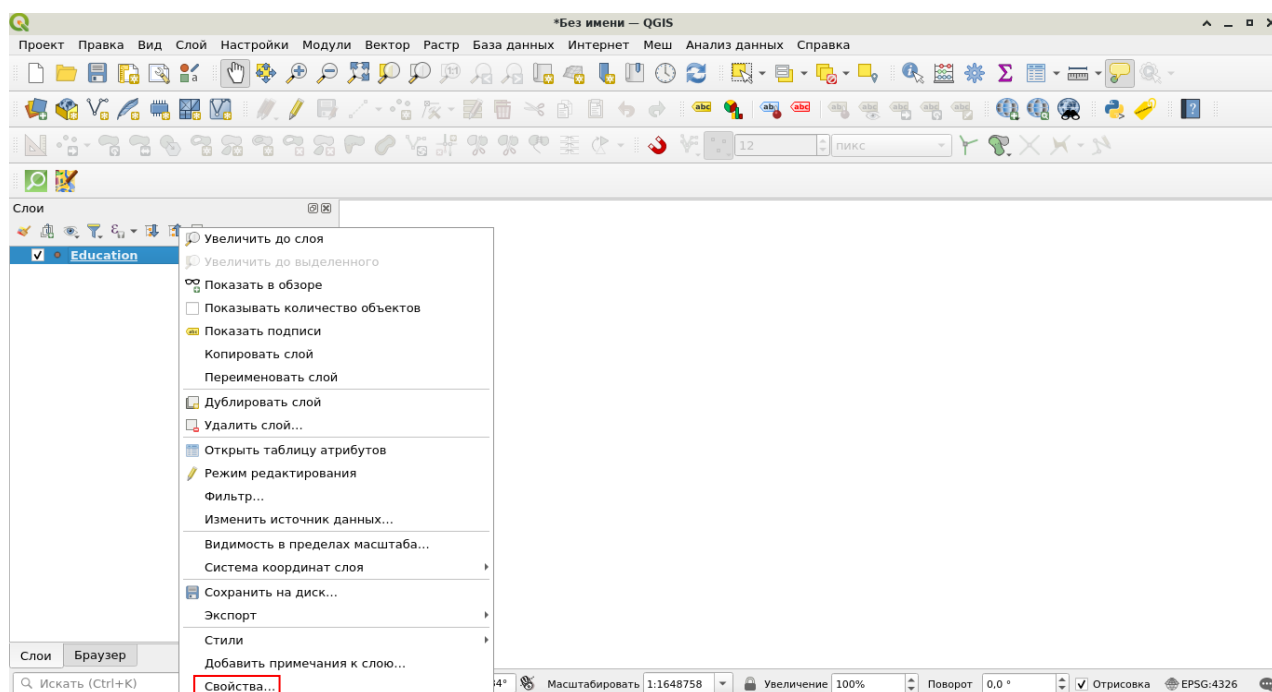 *Без имени — QGIS
Проект Правка Вид Слой Настройки Модули Вектор Растр База данных Интернет Меш Анализ данных Справка
12 пикс
Слои
Education
Увеличить до слоя
Увеличить до выделенного
Показать в обзоре
Показывать количество объектов
Показать подписи
Копировать слой
Переименовать слой
Дублировать слой
Удалить слой…
Открыть таблицу атрибутов
Режим редактирования
Фильтр…
Изменить источник данных…
Видимость в пределах масштаба…
Система координат слоя
Сохранить на диск…
Экспорт
Стили
Добавить примечания к слою…
Свойства…
Слои Браузер
Искать (Ctrl+K) Масштабировать 1:1648758 Увеличение 100% Поворот 0,0 ° Отрисовка EPSG:4326